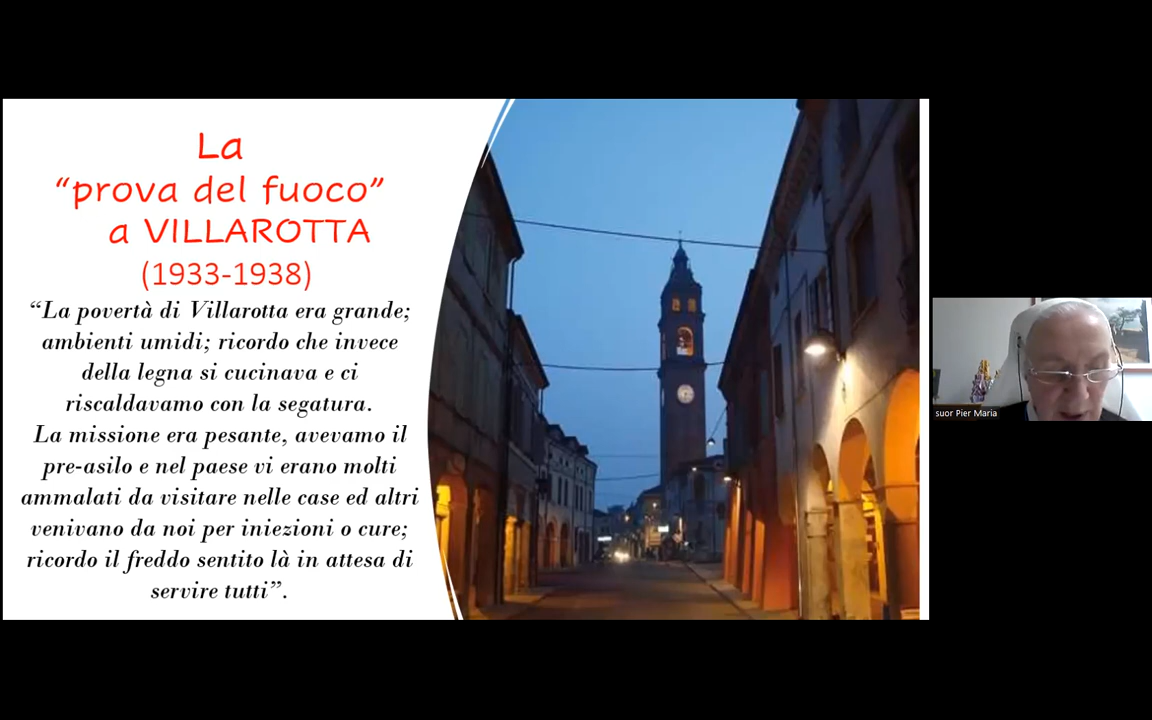 La
“prova del fuoco”
a VILLAROTTA
(1933-1938)
“La povertà di Villarotta era grande;
ambienti umidi; ricordo che invece
della legna si cucinava e ci
riscaldavamo con la segatura.
La missione era pesante, avevamo il
pre-asilo e nel paese vi erano molti
ammalati da visitare nelle case ed altri
venivano da noi per iniezioni o cure;
ricordo il freddo sentito là in attesa di
servire tutti”.
suor Pier Maria